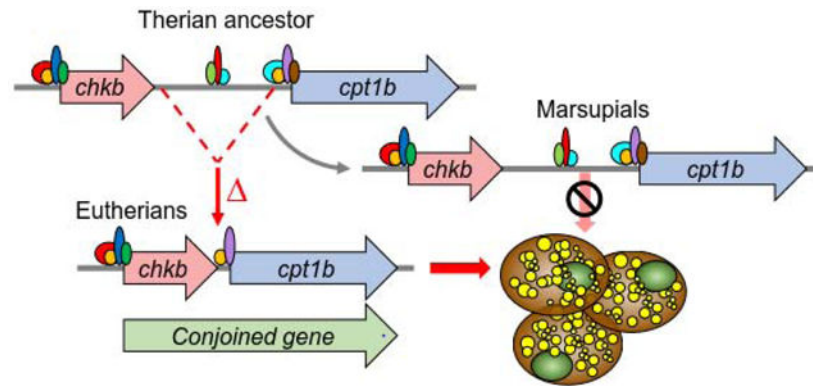 Therian ancestor
chkb
cpt1b
Marsupials
chkb
cpt1b
Δ
Eutherians
chkb
cpt1b
Conjoined gene